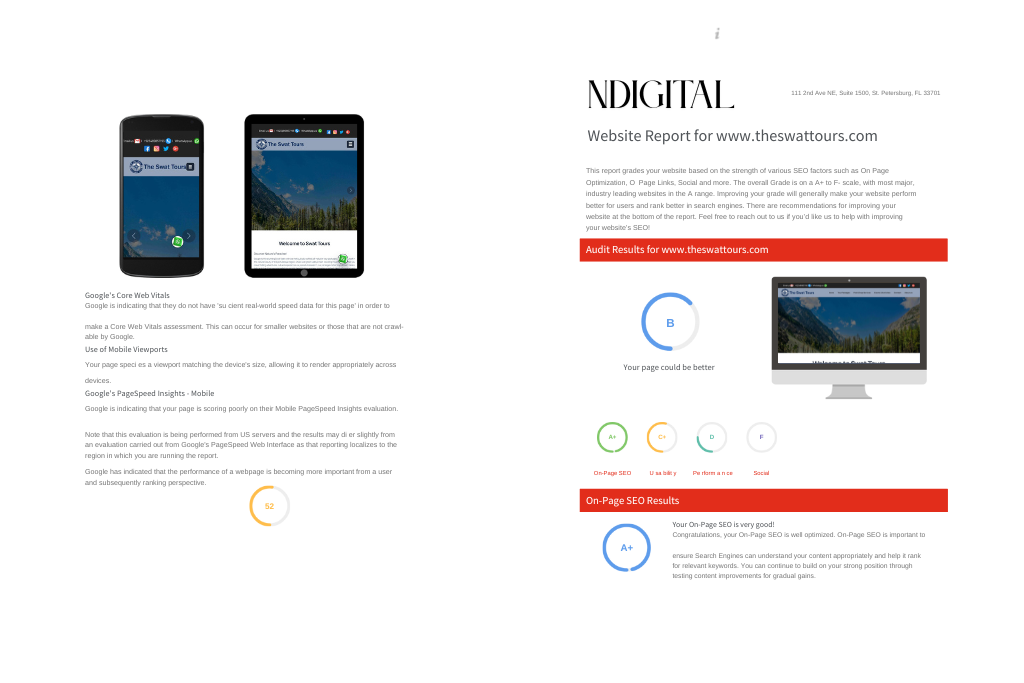 The Swat Tours
The Swat Tours
Welcome to Swat Tours
Google's Core Web Vitals
Google is indicating that they do not have 'su cient real-world speed data for this page' in order to
make a Core Web Vitals assessment. This can occur for smaller websites or those that are not crawl-
able by Google.
Use of Mobile Viewports
Your page speci es a viewport matching the device's size, allowing it to render appropriately across
devices.
Google's PageSpeed Insights - Mobile
Google is indicating that your page is scoring poorly on their Mobile PageSpeed Insights evaluation.
Note that this evaluation is being performed from US servers and the results may di er slightly from
an evaluation carried out from Google's PageSpeed Web Interface as that reporting localizes to the
region in which you are running the report.
Google has indicated that the performance of a webpage is becoming more important from a user
and subsequently ranking perspective.
52
i
NDIGITAL
111 2nd Ave NE, Suite 1500, St. Petersburg, FL 33701
Website Report for www.theswattours.com
This report grades your website based on the strength of various SEO factors such as On Page
Optimization, O Page Links, Social and more. The overall Grade is on a A+ to F- scale, with most major,
industry leading websites in the A range. Improving your grade will generally make your website perform
better for users and rank better in search engines. There are recommendations for improving your
website at the bottom of the report. Feel free to reach out to us if you'd like us to help with improving
your website's SEO!
Audit Results for www.theswattours.com
B
Your page could be better
A+ C+ D F
On-Page SEO U sa bilit y Pe rform a n ce Social
On-Page SEO Results
A+
Your On-Page SEO is very good!
Congratulations, your On-Page SEO is well optimized. On-Page SEO is important to
ensure Search Engines can understand your content appropriately and help it rank
for relevant keywords. You can continue to build on your strong position through
testing content improvements for gradual gains.